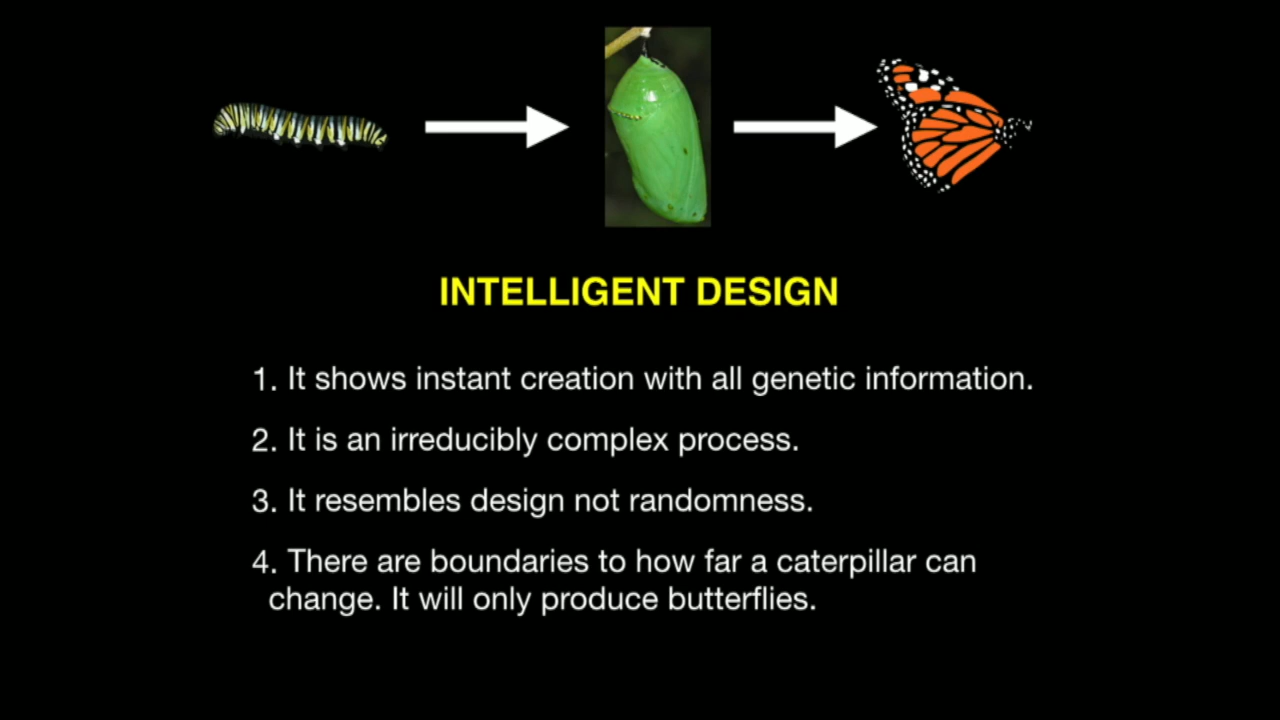 INTELLIGENT DESIGN
1. It shows instant creation with all genetic information.
2. It is an irreducibly complex process.
3. It resembles design not randomness.
4. There are boundaries to how far a caterpillar can
change. It will only produce butterflies.